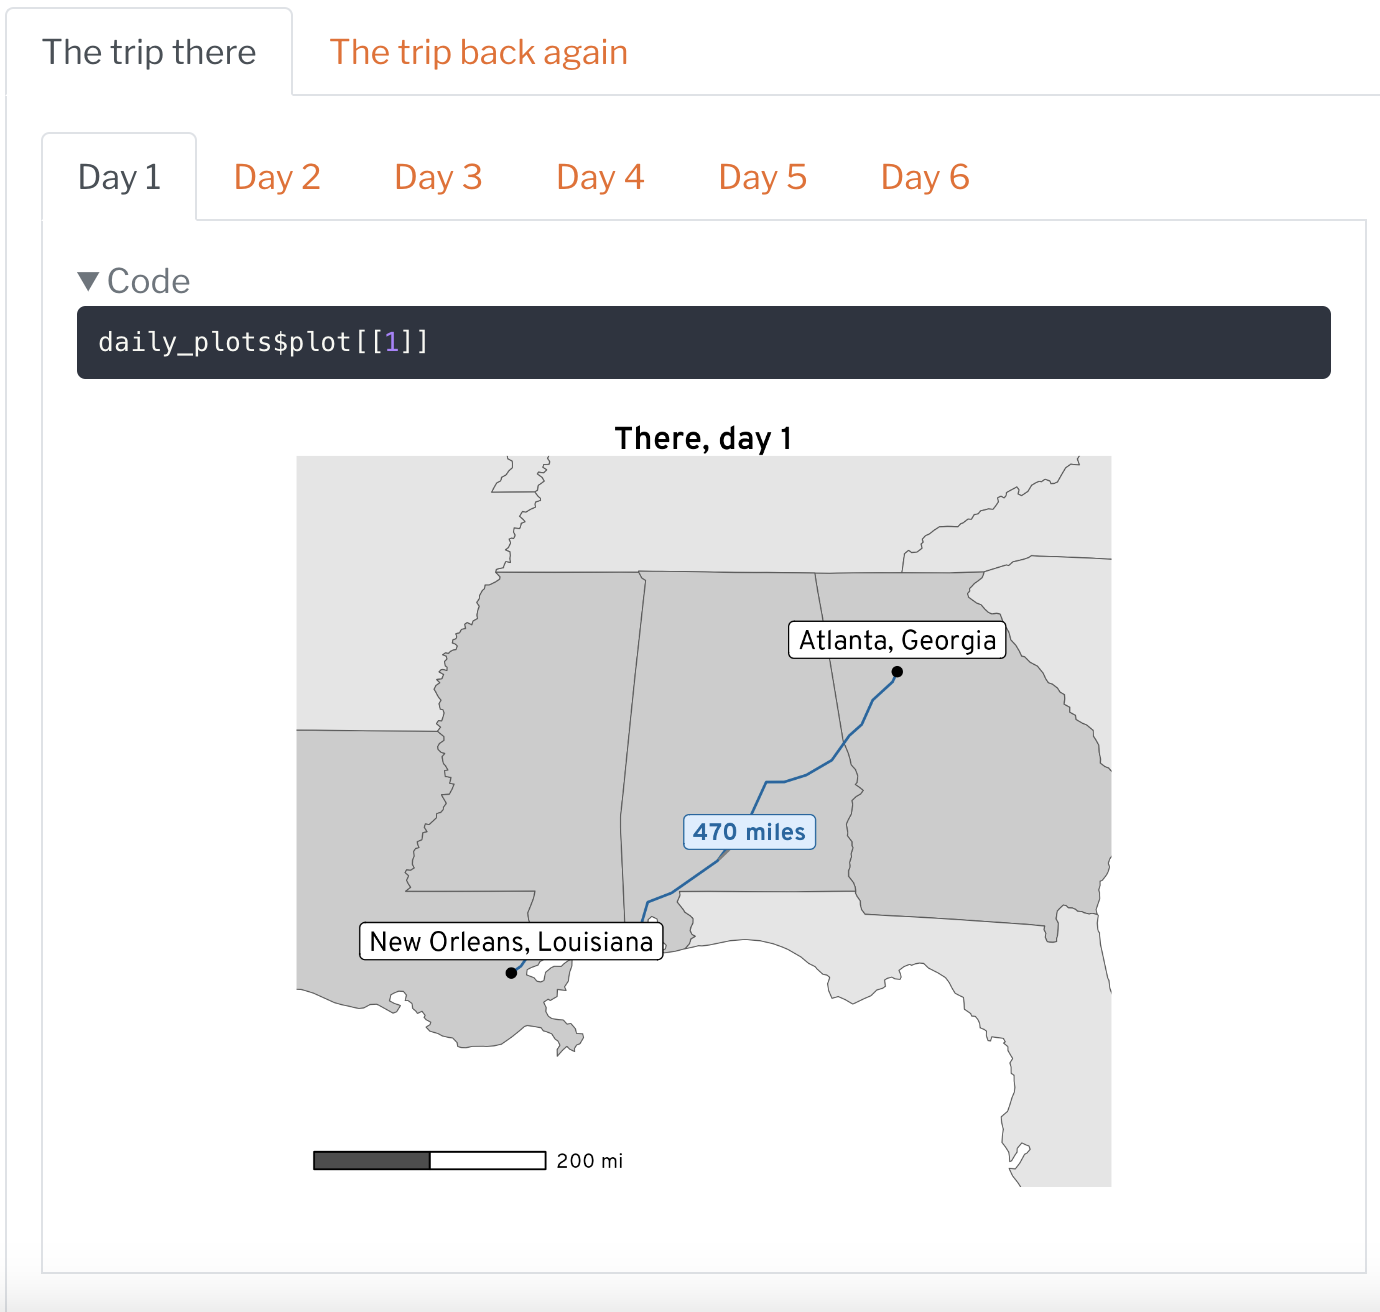 The trip there
The trip back again
Day 1
Day 2
Day 3
Day 4
Day 5
Day 6
▼ Code
daily_plots$plot[[1]]
There, day 1
Atlanta, Georgia
470 miles
New Orleans, Louisiana
200 mi